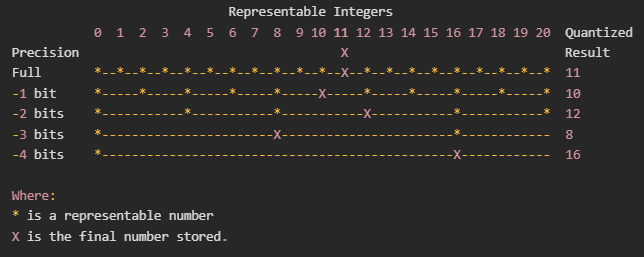 Representable Integers
0  1  2  3  4  5  6  7  8  9 10 11 12 13 14 15 16 17 18 19 20  Quantized
Precision                        X                             Result
Full       *--*--*--*--*--*--*--*--*--*--*--X--*--*--*--*--*--*--*--*--*  11
-1 bit     *-----*-----*-----*-----*-----X-----*-----*-----*-----*-----*  10
-2 bits    *-----------*-----------*-----------X-----------*-----------*  12
-3 bits    *-----------------------X-----------------------*------------  8
-4 bits    *-----------------------------------------------X------------  16
Where:
* is a representable number
X is the final number stored.